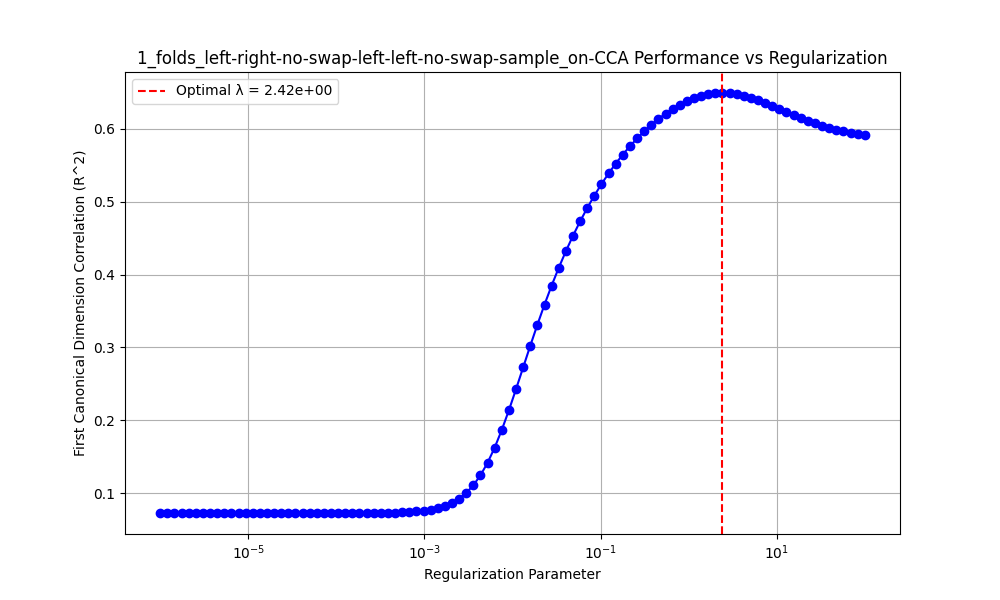 1_folds_left-right-no-swap-left-left-no-swap-sample_on-CCA Performance vs Regularization
Optimal λ = 2.42e+00
First Canonical Dimension Correlation (R^2)
0.6
0.5
0.4
0.3
0.2
0.1
10⁻⁵
10⁻³
10⁻¹
10¹
Regularization Parameter